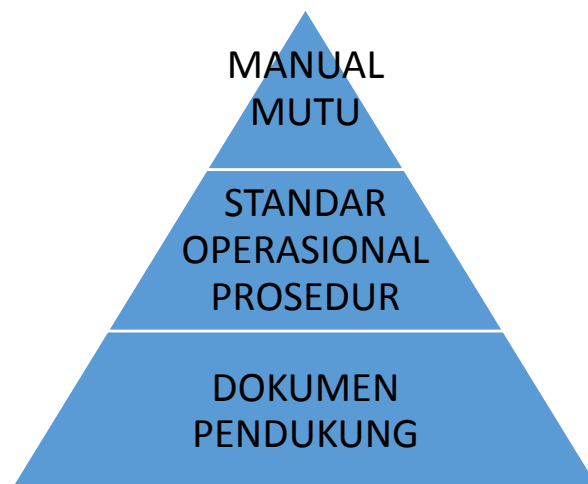 MANUAL
MUTU
STANDAR
OPERASIONAL
PROSEDUR
DOKUMEN
PENDUKUNG